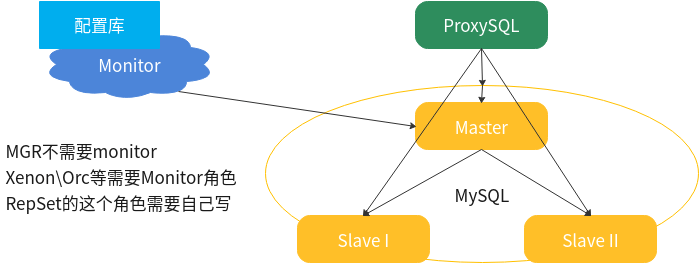 配置库
Monitor
ProxySQL
Master
MGR不需要monitor
Xenon\Orc等需要Monitor角色
RepSet的这个角色需要自己写
MySQL
Slave I
Slave II